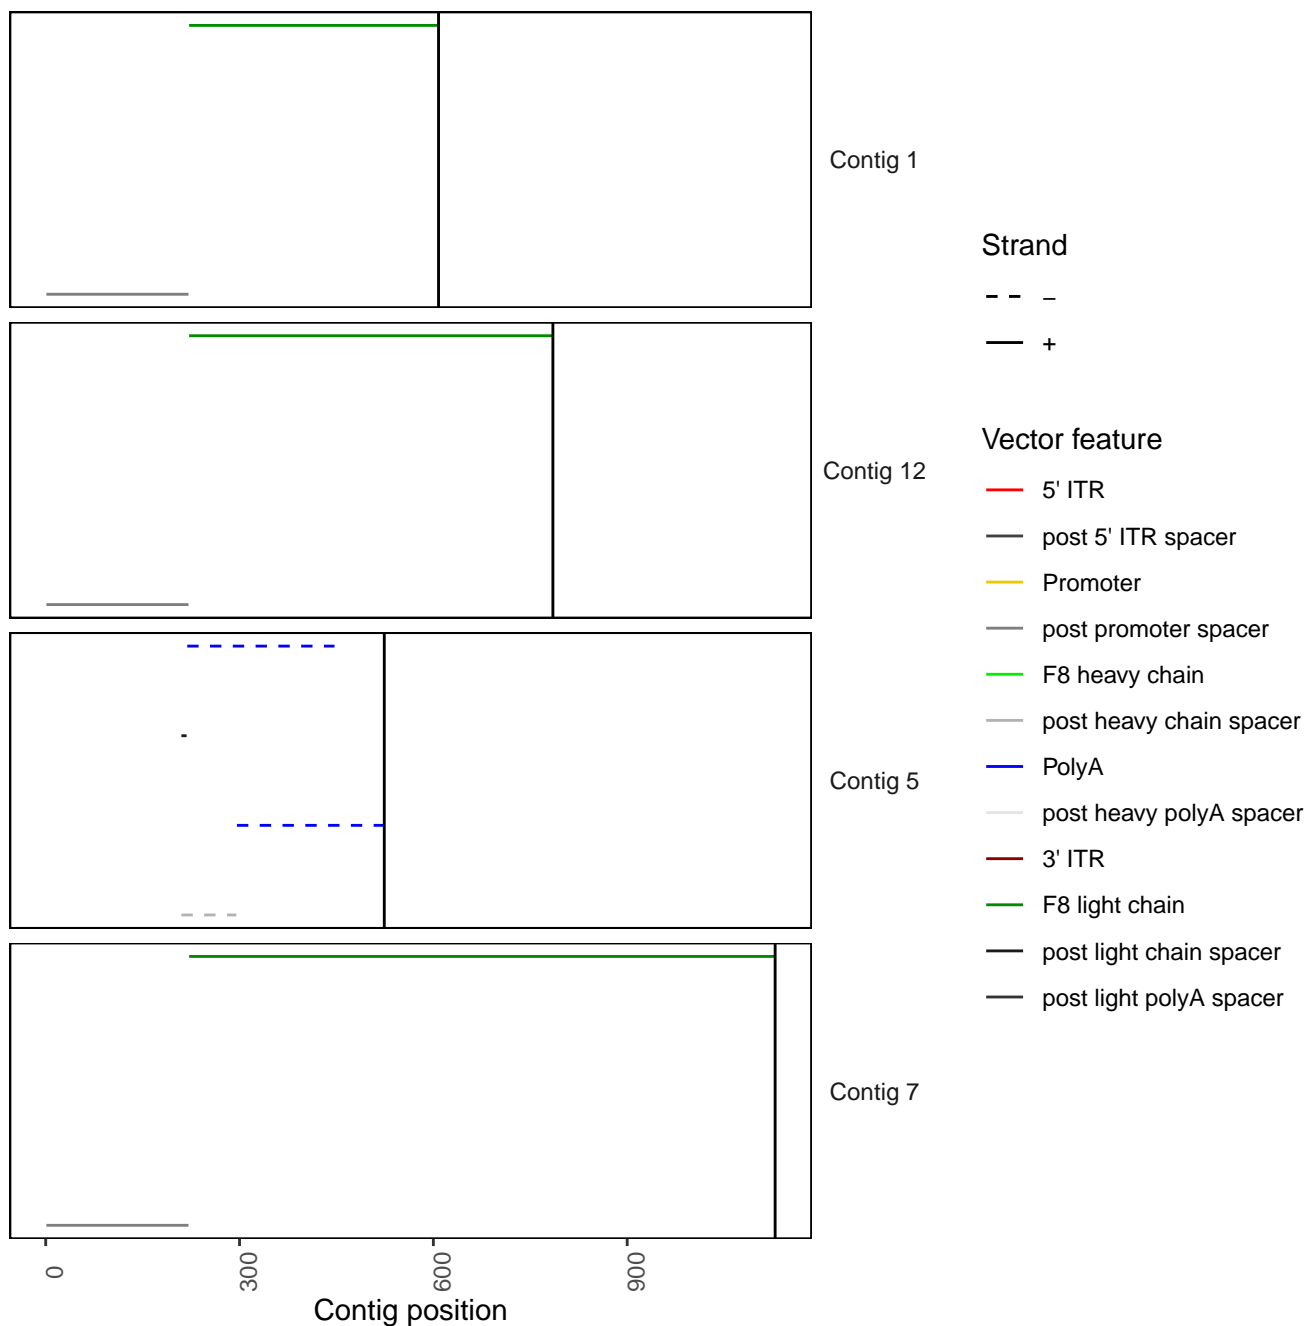 Contig 1
Contig 12
Contig 5
Contig 7
0
300
600
900
Contig position
Strand
−
+
Vector feature
5' ITR
post 5' ITR spacer
Promoter
post promoter spacer
F8 heavy chain
post heavy chain spacer
PolyA
post heavy polyA spacer
3' ITR
F8 light chain
post light chain spacer
post light polyA spacer